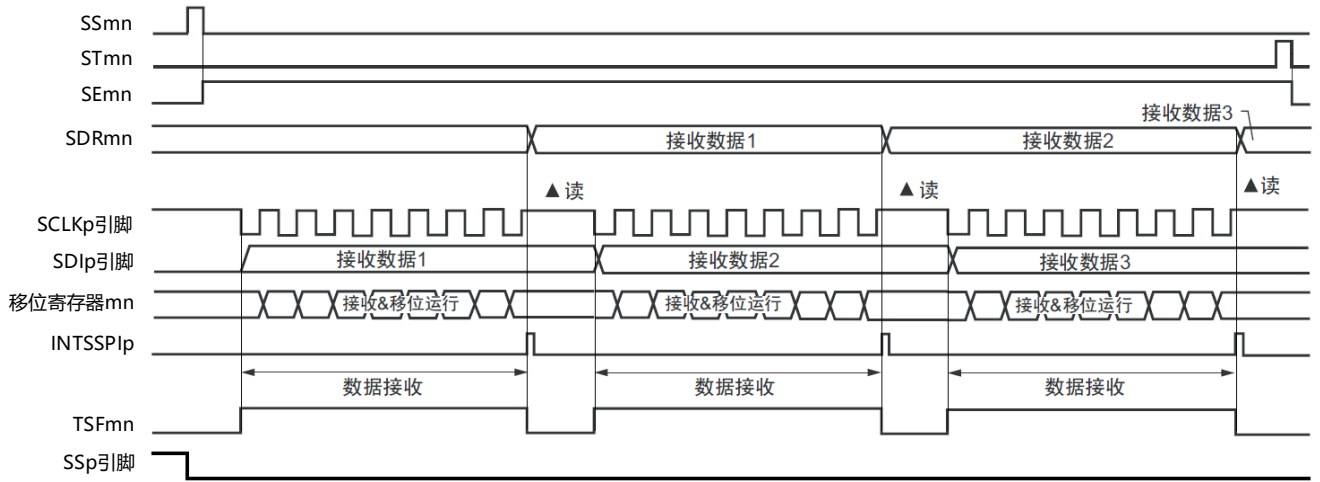 SSmn
STmn
SEmn
接收数据3
SDRmn
接收数据1
接收数据2
▲读
▲读
▲读
SCLKp引脚
SDIp引脚
接收数据1
接收数据2
接收数据3
移位寄存器mn
接收&移位运行
接收&移位运行
接收&移位运行
INTSSPIp
数据接收
数据接收
数据接收
TSFmn
SSp引脚